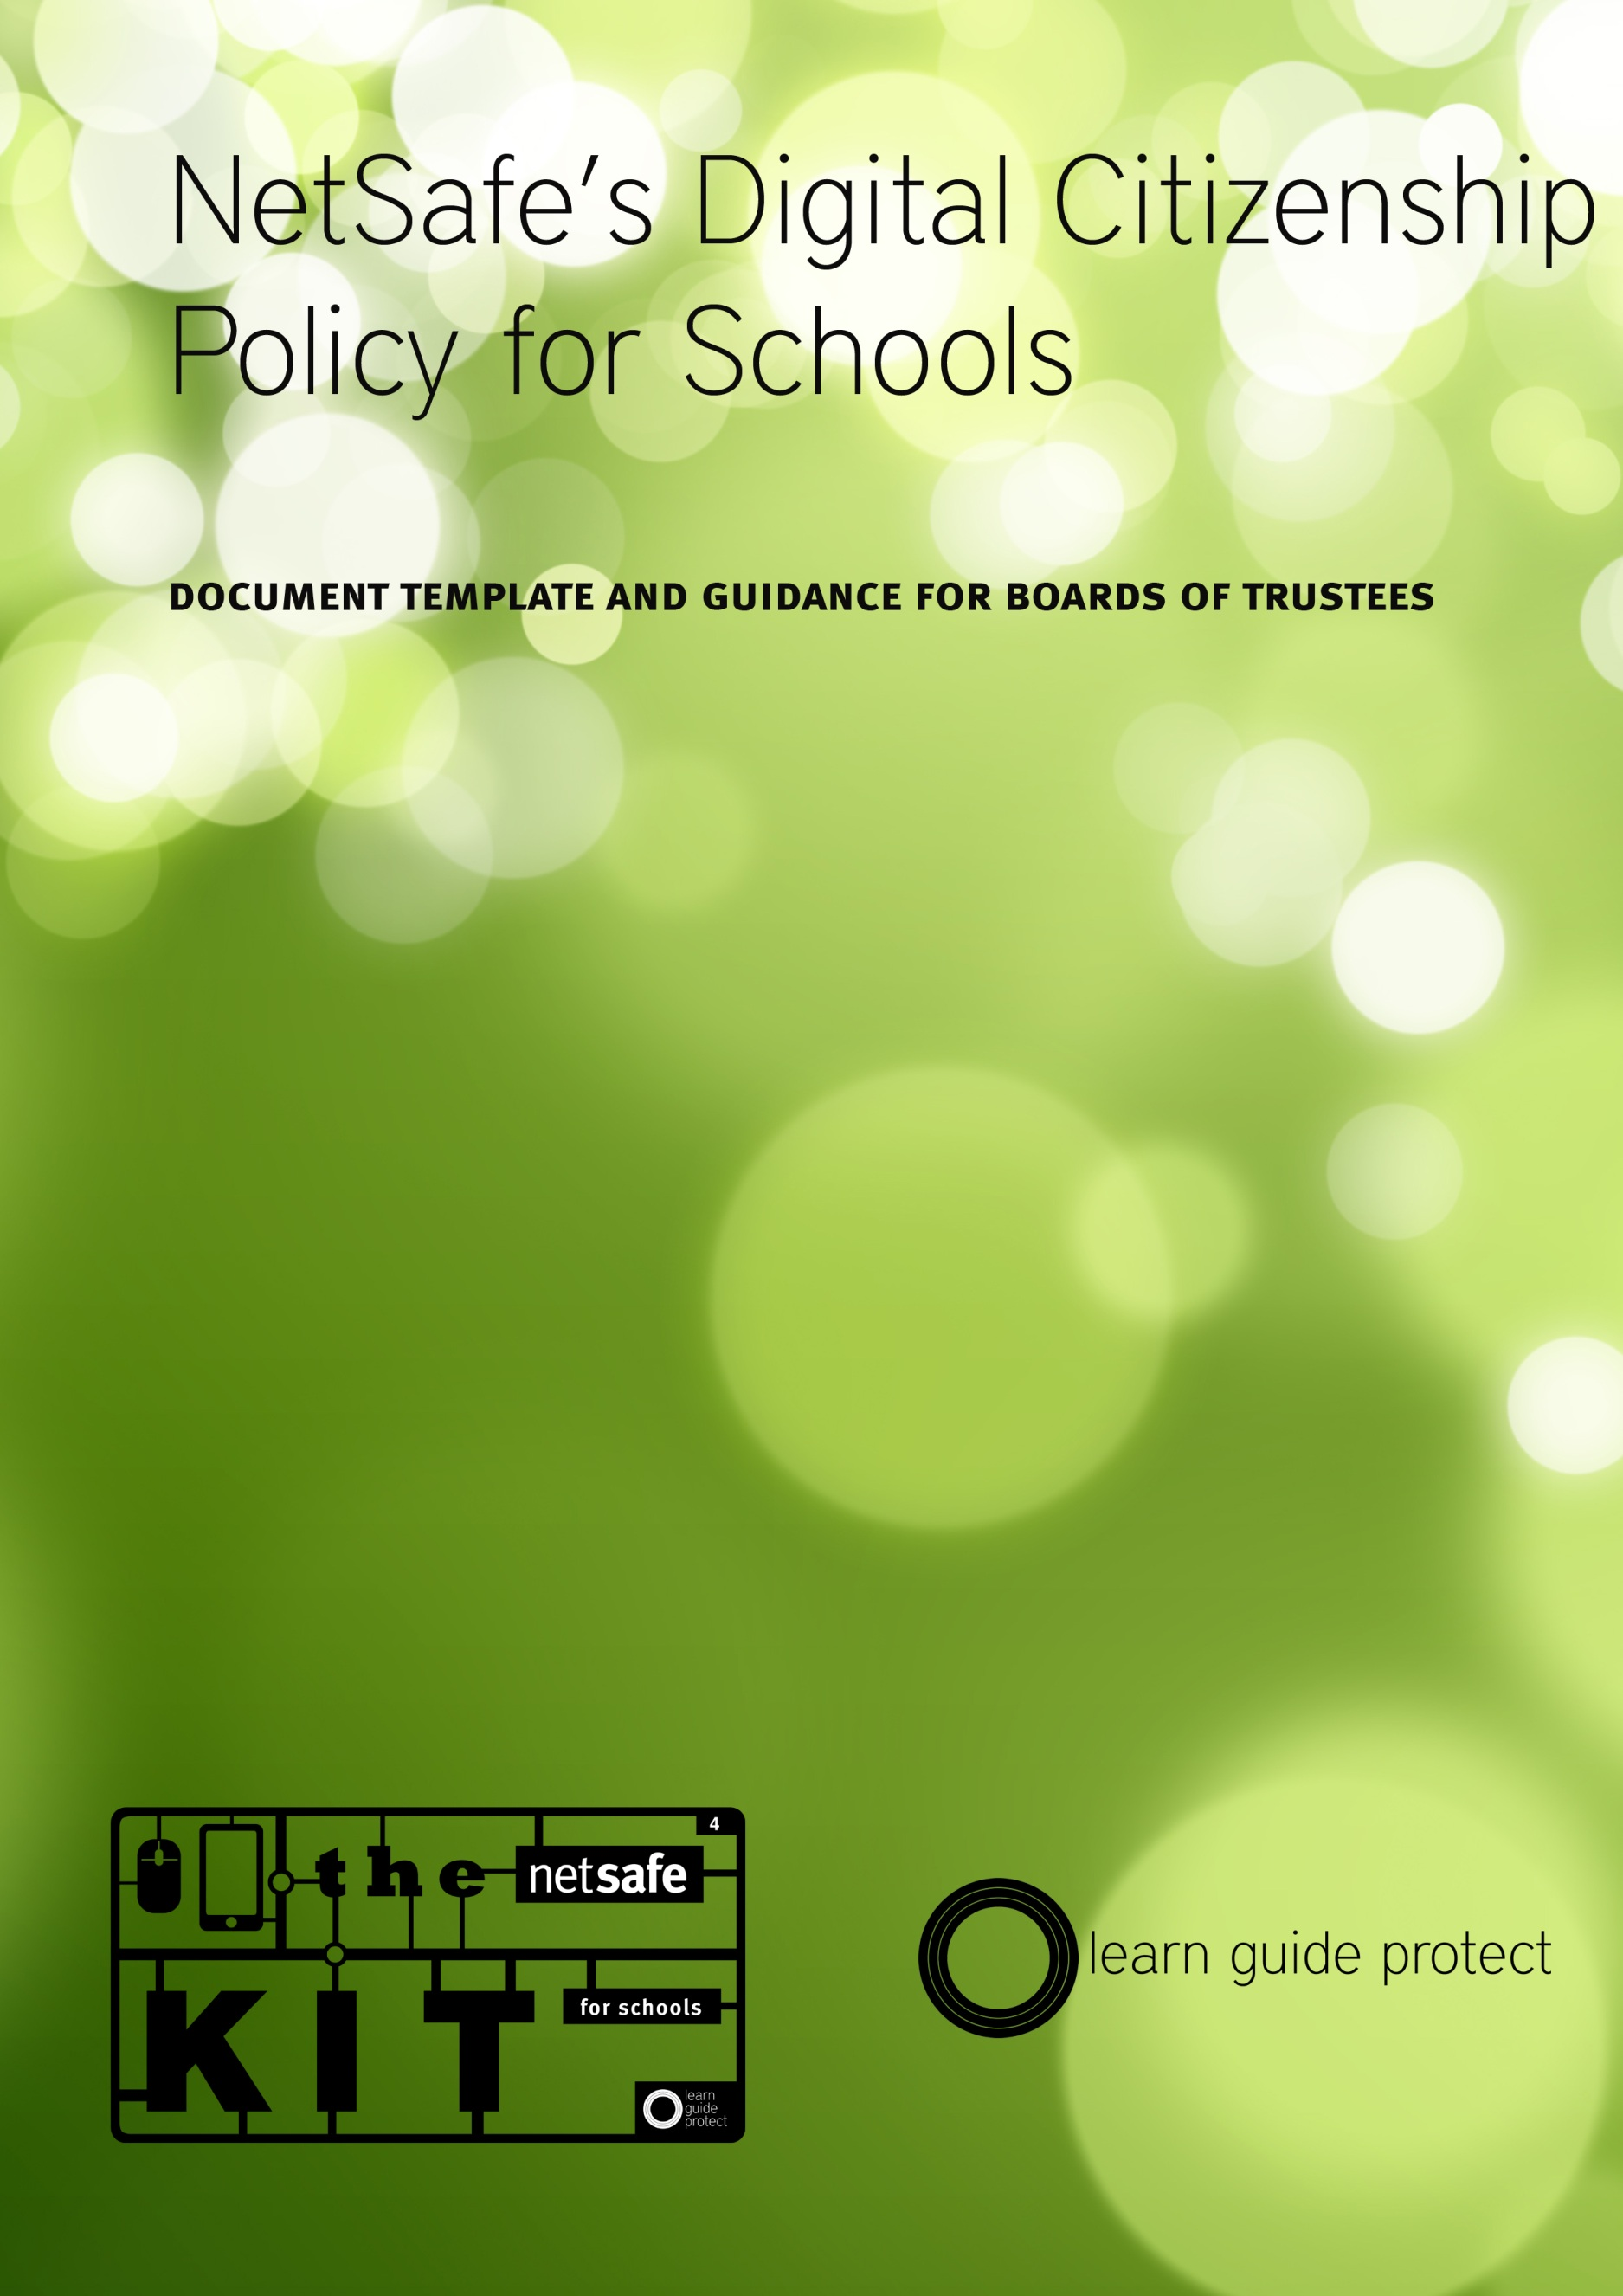 NetSafe's Digital Citizenship
Policy for Schools
DOCUMENT TEMPLATE AND GUIDANCE FOR BOARDS OF TRUSTEES
4
the netsafe
KIT
for schools
learn
guide
protect
learn guide protect